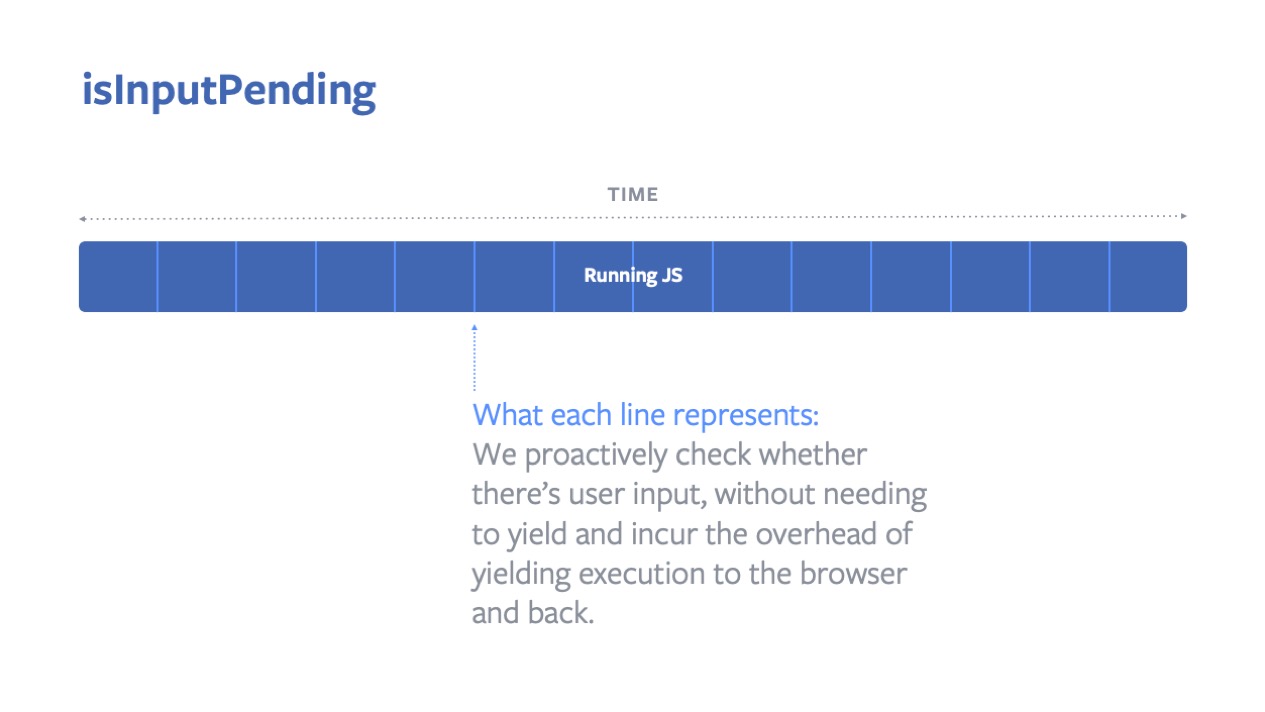 isInputPending
TIME
Running JS
What each line represents:
We proactively check whether
there’s user input, without needing
to yield and incur the overhead of
yielding execution to the browser
and back.